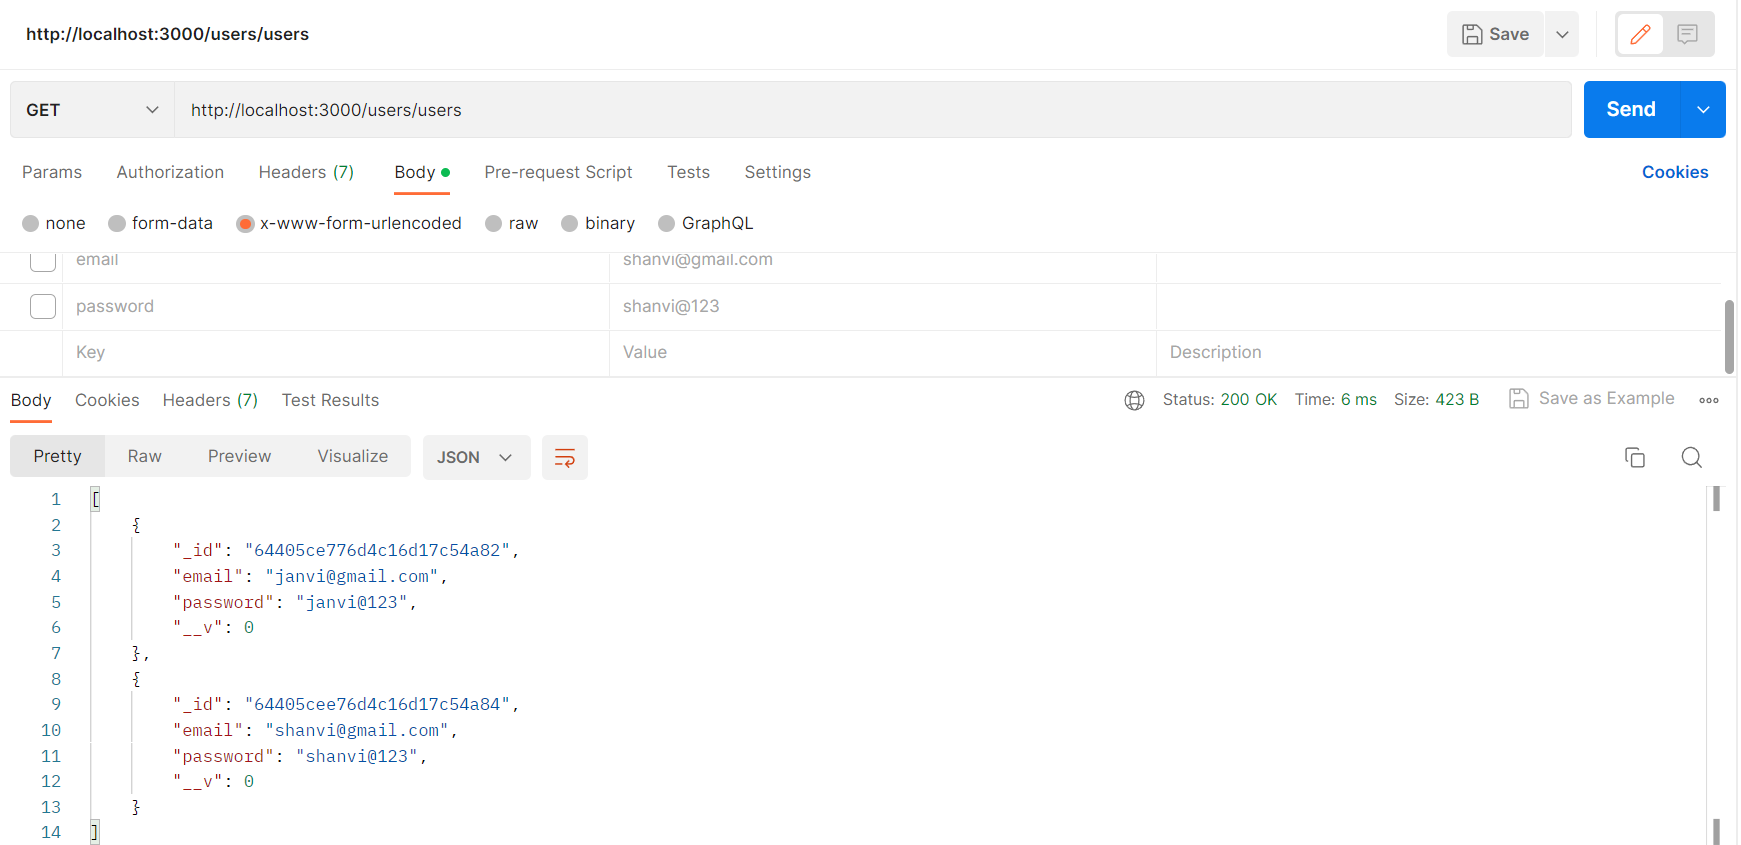 http://localhost:3000/users/users Save
GET http://localhost:3000/users/users Send
Params Authorization Headers (7) Body Pre-request Script Tests Settings Cookies
none form-data x-www-form-urlencoded raw binary GraphQL
email shanvi@gmail.com
password shanvi@123
Key Value Description
Body Cookies Headers (7) Test Results Status: 200 OK Time: 6 ms Size: 423 B Save as Example
Pretty Raw Preview Visualize JSON
1 [
2 {
3 "_id": "64405ce776d4c16d17c54a82",
4 "email": "janvi@gmail.com",
5 "password": "janvi@123",
6 "__v": 0
7 },
8 {
9 "_id": "64405cee76d4c16d17c54a84",
10 "email": "shanvi@gmail.com",
11 "password": "shanvi@123",
12 "__v": 0
13 }
14 ]